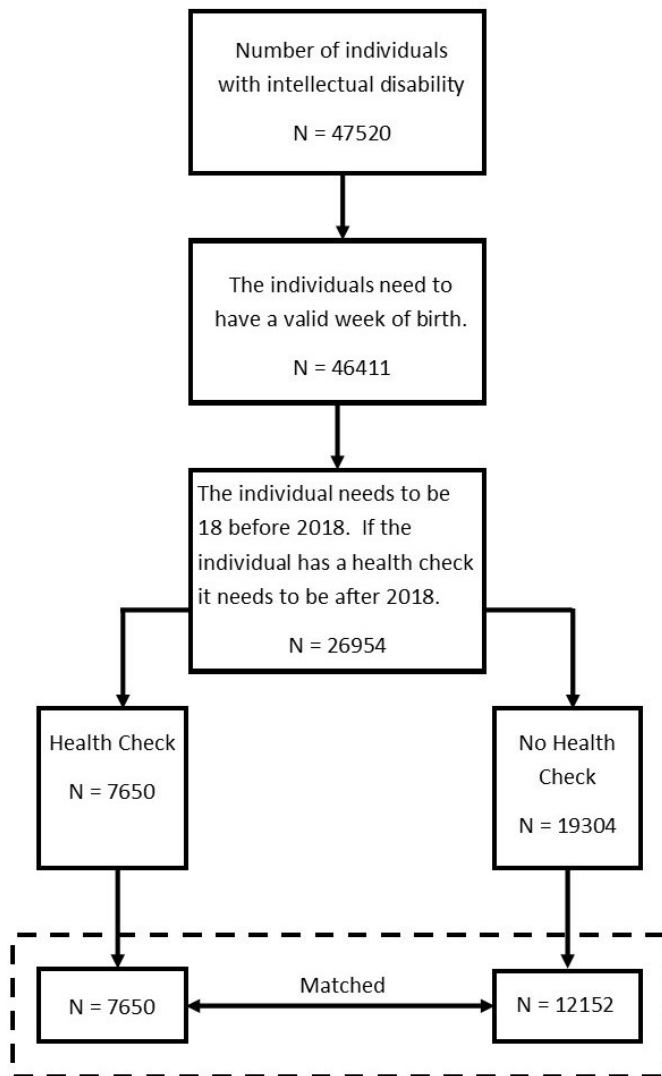 Number of individuals
with intellectual disability
N = 47520
The individuals need to
have a valid week of birth.
N = 46411
The individual needs to be
18 before 2018.  If the
individual has a health check
it needs to be after 2018.
N = 26954
Health Check
N = 7650
No Health
Check
N = 19304
N = 7650
Matched
N = 12152